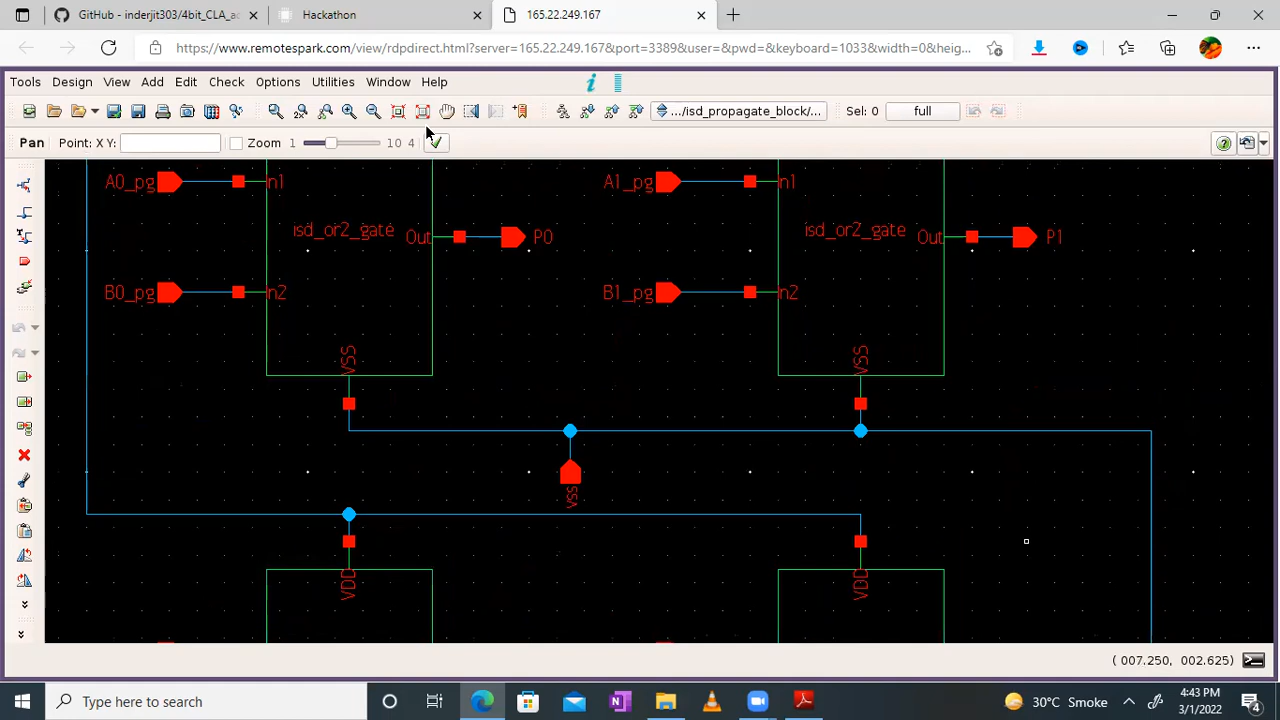 GitHub - inderjit303/4bit_CLA_ac
Hackathon
165.22.249.167
https://www.remotespark.com/view/rdpdirect.html?server=165.22.249.167&port=3389&user=&pwd=&keyboard=1033&width=0&heig...
Tools Design View Add Edit Check Options Utilities Window Help
.../isd_propagate_block/... Sel: 0 full
Pan Point: X Y: Zoom 1 10 4
A0_pg n1 A1_pg n1
isd_or2_gate Out P0 isd_or2_gate Out P1
B0_pg n2 B1_pg n2
VSS VSS
vss
VDD VDD
( 007.250, 002.625)
Type here to search
30°C Smoke
4:43 PM
3/1/2022
4